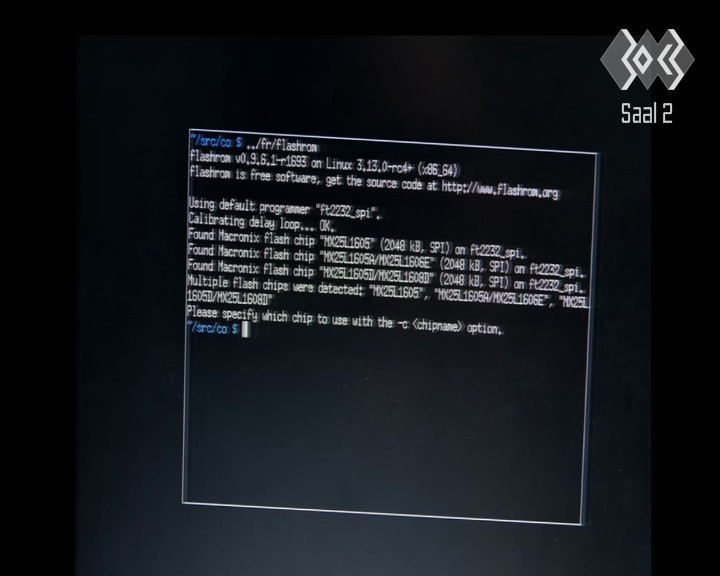 Saal 2
~/src/co $ ../fr/flashrom
flashrom v0.9.6.1-r1693 on Linux 3.13.0-rc4+ (x86_64)
flashrom is free software, get the source code at http://www.flashrom.org
Using default programmer "ft2232_spi".
Calibrating delay loop... OK.
Found Macronix flash chip "MX25L1605" (2048 kB, SPI) on ft2232_spi.
Found Macronix flash chip "MX25L1605A/MX25L1606E" (2048 kB, SPI) on ft2232_spi.
Found Macronix flash chip "MX25L1605D/MX25L1608D" (2048 kB, SPI) on ft2232_spi.
Multiple flash chips were detected: "MX25L1605", "MX25L1605A/MX25L1606E", "MX25L
1605D/MX25L1608D"
Please specify which chip to use with the -c <chipname> option.
~/src/co $